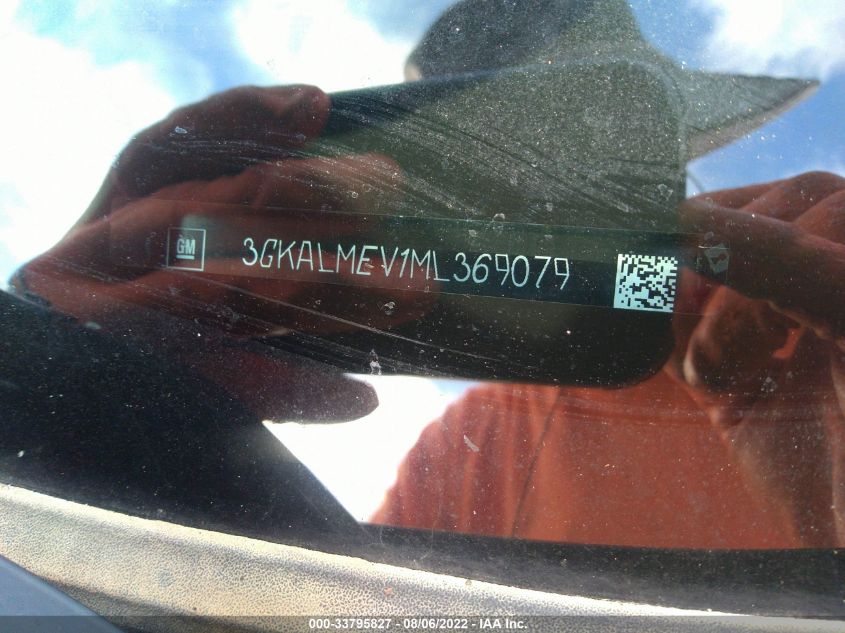 GM
3GKALMEV1ML369079
000-33795827 - 08/06/2022 - IAA Inc.